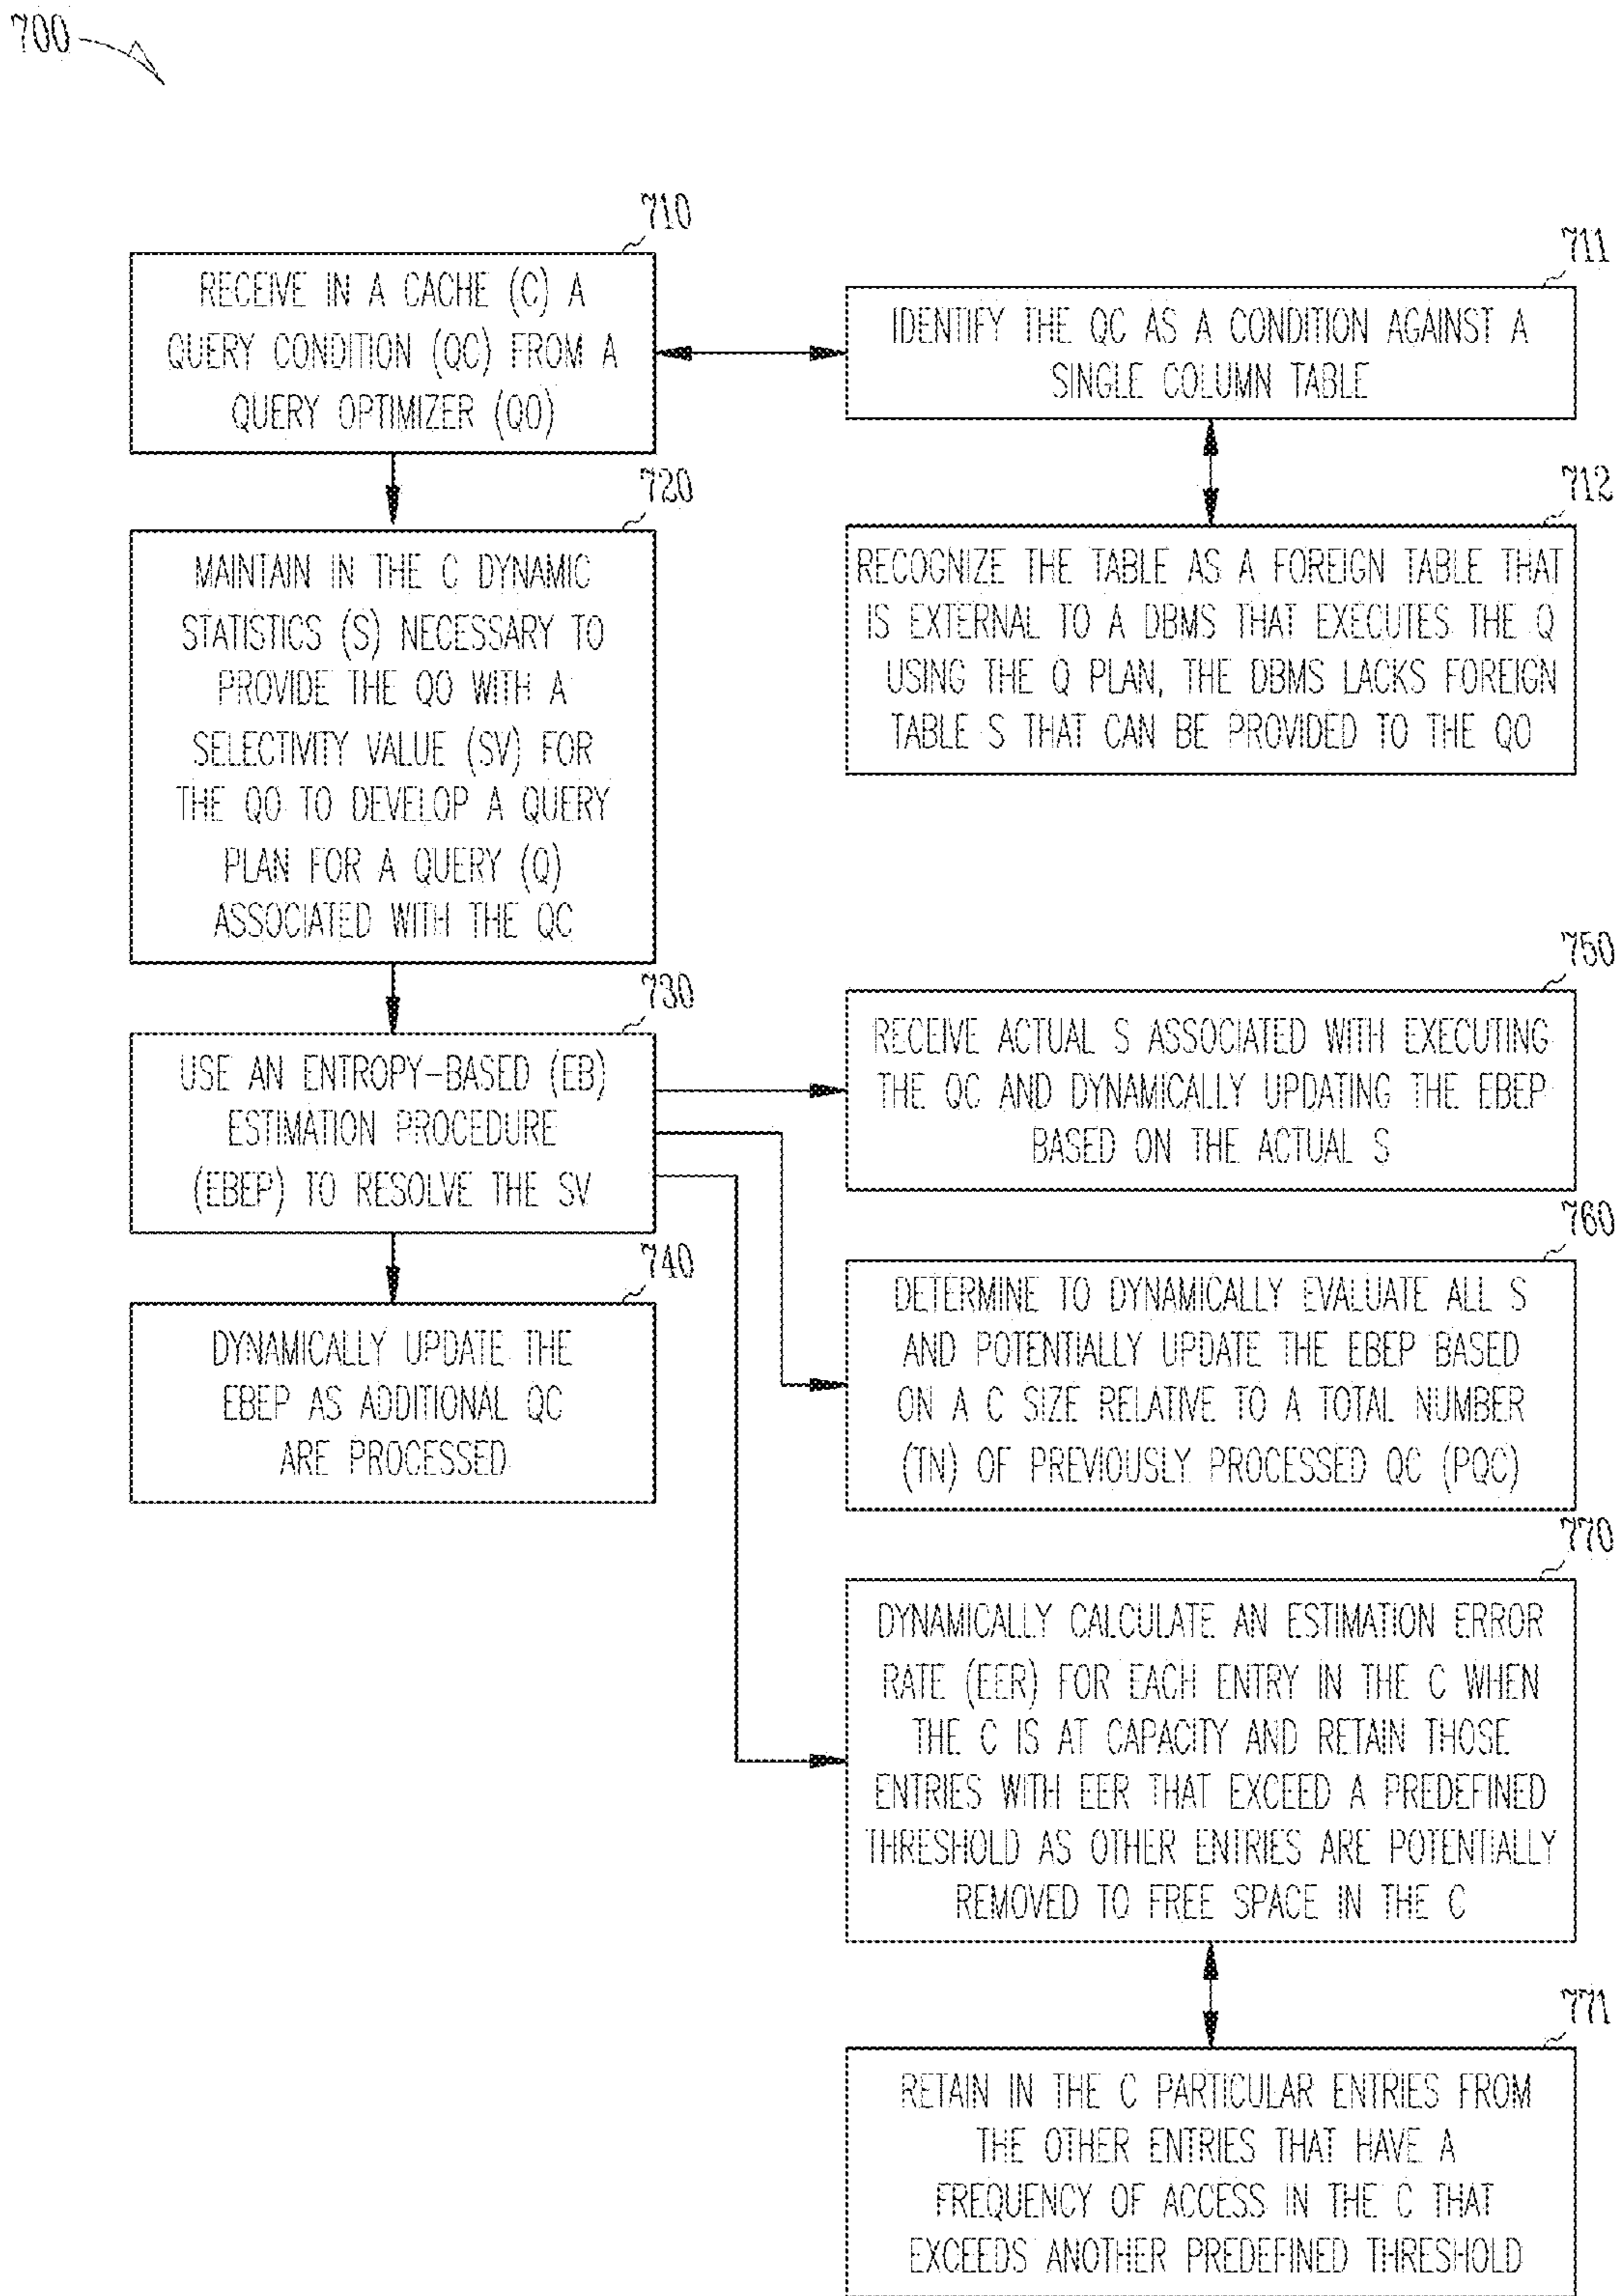 700
710
RECEIVE IN A CACHE (C) A
QUERY CONDITION (QC) FROM A
QUERY OPTIMIZER (QO)
711
IDENTIFY THE QC AS A CONDITION AGAINST A
SINGLE COLUMN TABLE
720
MAINTAIN IN THE C DYNAMIC
STATISTICS (S) NECESSARY TO
PROVIDE THE QO WITH A
SELECTIVITY VALUE (SV) FOR
THE QO TO DEVELOP A QUERY
PLAN FOR A QUERY (Q)
ASSOCIATED WITH THE QC
712
RECOGNIZE THE TABLE AS A FOREIGN TABLE THAT
IS EXTERNAL TO A DBMS THAT EXECUTES THE Q
USING THE Q PLAN, THE DBMS LACKS FOREIGN
TABLE S THAT CAN BE PROVIDED TO THE QO
730
USE AN ENTROPY-BASED (EB)
ESTIMATION PROCEDURE
(EBEP) TO RESOLVE THE SV
750
RECEIVE ACTUAL S ASSOCIATED WITH EXECUTING
THE QC AND DYNAMICALLY UPDATING THE EBEP
BASED ON THE ACTUAL S
740
DYNAMICALLY UPDATE THE
EBEP AS ADDITIONAL QC
ARE PROCESSED
760
DETERMINE TO DYNAMICALLY EVALUATE ALL S
AND POTENTIALLY UPDATE THE EBEP BASED
ON A C SIZE RELATIVE TO A TOTAL NUMBER
(TN) OF PREVIOUSLY PROCESSED QC (PQC)
770
DYNAMICALLY CALCULATE AN ESTIMATION ERROR
RATE (EER) FOR EACH ENTRY IN THE C WHEN
THE C IS AT CAPACITY AND RETAIN THOSE
ENTRIES WITH EER THAT EXCEED A PREDEFINED
THRESHOLD AS OTHER ENTRIES ARE POTENTIALLY
REMOVED TO FREE SPACE IN THE C
771
RETAIN IN THE C PARTICULAR ENTRIES FROM
THE OTHER ENTRIES THAT HAVE A
FREQUENCY OF ACCESS IN THE C THAT
EXCEEDS ANOTHER PREDEFINED THRESHOLD